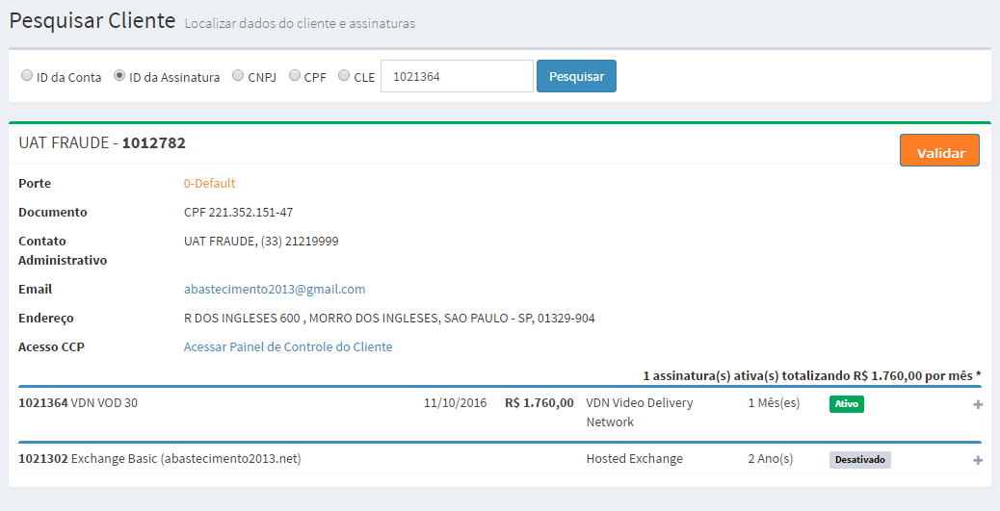 Pesquisar Cliente Localizar dados do cliente e assinaturas
ID da Conta ID da Assinatura CNPJ CPF CLE 1021364 Pesquisar
UAT FRAUDE - 1012782 Validar
Porte 0-Default
Documento CPF 221.352.151-47
Contato UAT FRAUDE, (33) 21219999
Administrativo
Email abastecimento2013@gmail.com
Endereço R DOS INGLESES 600 , MORRO DOS INGLESES, SAO PAULO - SP, 01329-904
Acesso CCP Acessar Painel de Controle do Cliente
1 assinatura(s) ativa(s) totalizando R$ 1.760,00 por mês *
1021364 VDN VOD 30 11/10/2016 R$ 1.760,00 VDN Video Delivery 1 Mês(es) Ativo +
Network
1021302 Exchange Basic (abastecimento2013.net) Hosted Exchange 2 Ano(s) Desativado +